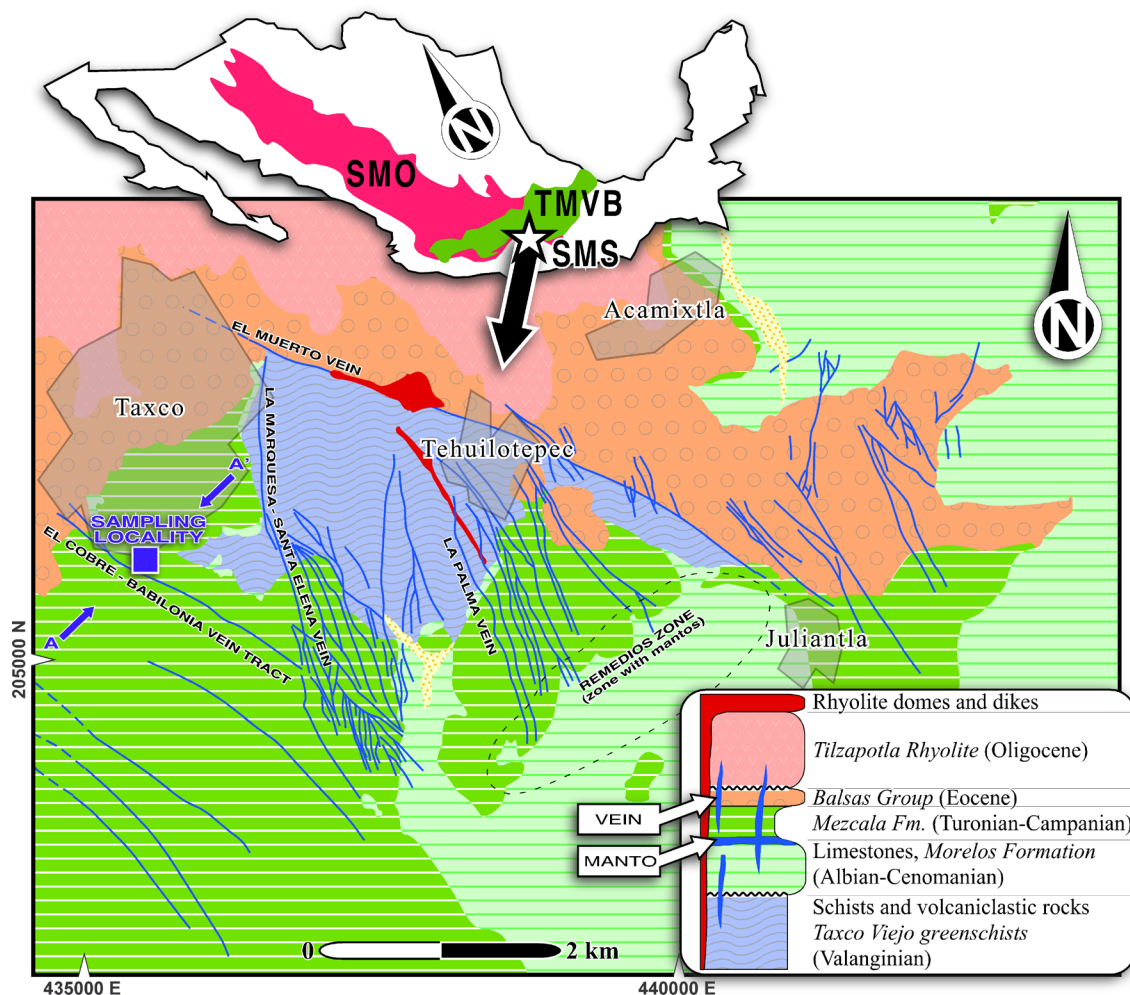 N
SMO
TMVB
SMS
N
Acamixtla
EL MUERTO VEIN
Taxco
LA MARQUESA - SANTA ELENA VEIN
Tehuilotepec
A'
SAMPLING
LOCALITY
EL COBRE - BABILONIA VEIN TRACT
LA PALMA VEIN
A
REMEDIOS ZONE
(zone with mantos)
Juliantla
205000 N
Rhyolite domes and dikes
Tilzapotla Rhyolite (Oligocene)
Balsas Group (Eocene)
VEIN
Mezcala Fm. (Turonian-Campanian)
MANTO
Limestones, Morelos Formation
(Albian-Cenomanian)
Schists and volcaniclastic rocks
Taxco Viejo greenschists
(Valanginian)
0 2 km
435000 E
440000 E